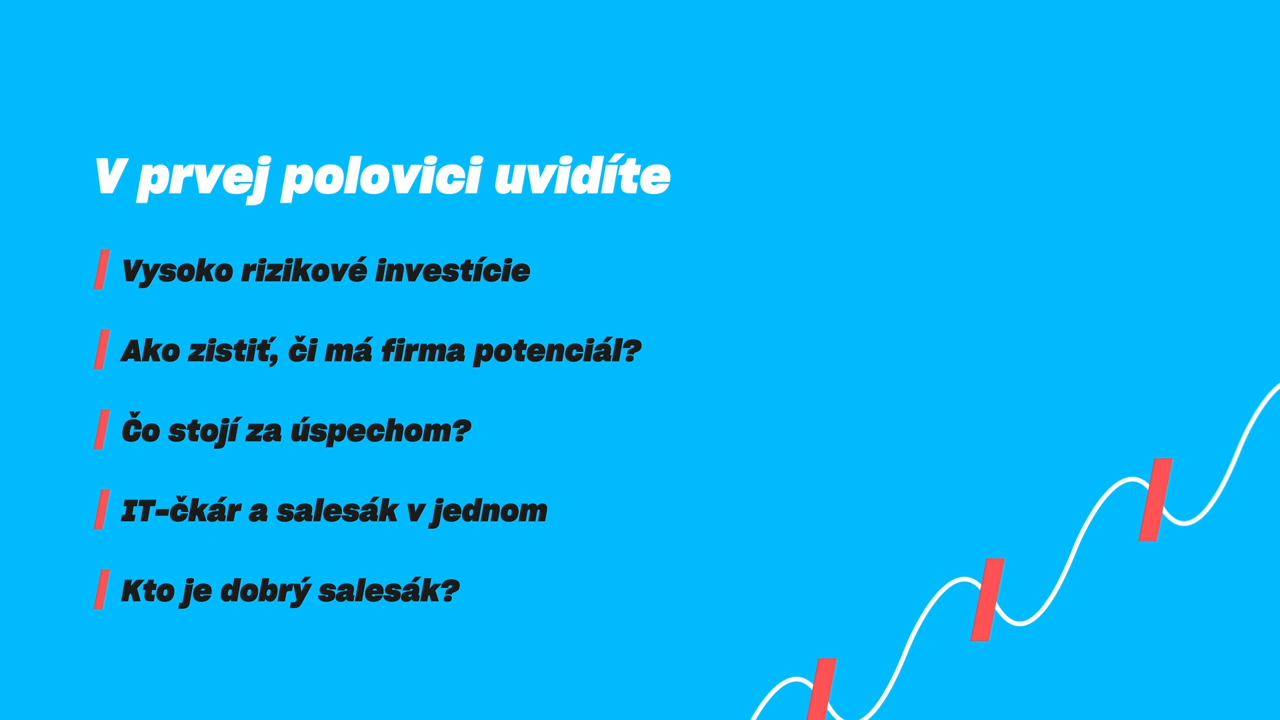 V prvej polovici uvidíte
Vysoko rizikové investície
Ako zistiť, či má firma potenciál?
Čo stojí za úspechom?
IT-čkár a salesák v jednom
Kto je dobrý salesák?